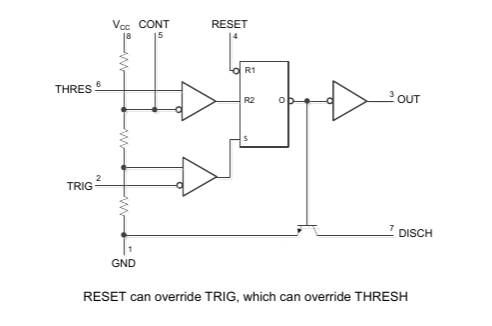 VCC CONT RESET
8 5 4
R1
THRES 6
R2 Q 3 OUT
S
TRIG 2
7 DISCH
1
GND
RESET can override TRIG, which can override THRESH